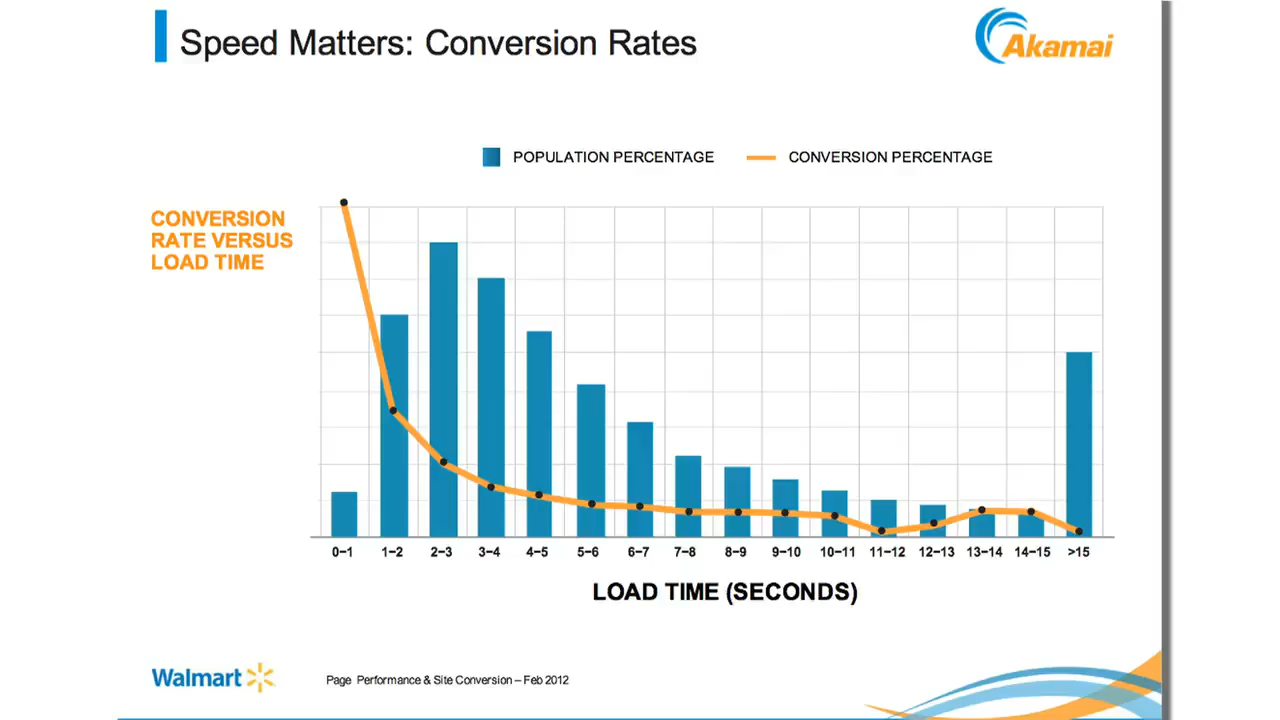 Speed Matters: Conversion Rates
Akamai
POPULATION PERCENTAGE
CONVERSION PERCENTAGE
CONVERSION
RATE VERSUS
LOAD TIME
0–1 1–2 2–3 3–4 4–5 5–6 6–7 7–8 8–9 9–10 10–11 11–12 12–13 13–14 14–15 >15
LOAD TIME (SECONDS)
Walmart
Page Performance & Site Conversion – Feb 2012